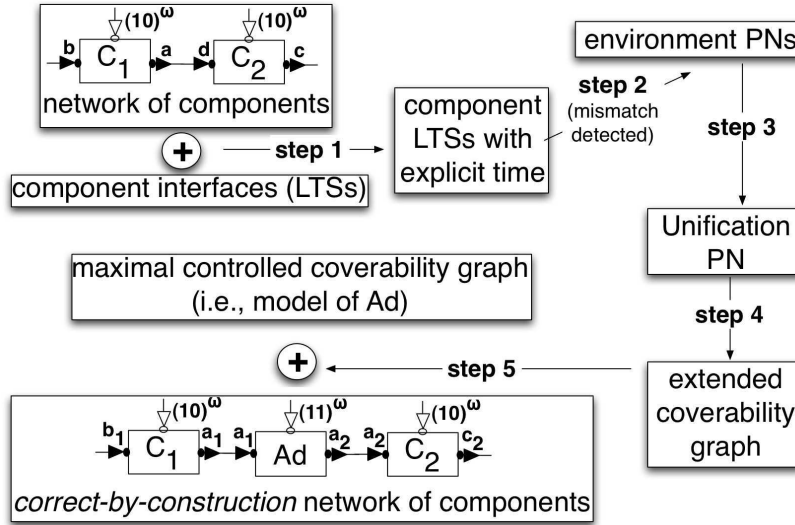 (10)ω (10)ω
b C1 a d C2 c
network of components
+
component interfaces (LTSs)
step 1
component
LTSs with
explicit time
step 2
(mismatch
detected)
environment PNs
step 3
Unification
PN
step 4
extended
coverability
graph
step 5
maximal controlled coverability graph
(i.e., model of Ad)
+
(10)ω (11)ω (10)ω
b1 C1 a1 a1 Ad a2 a2 C2 c2
correct-by-construction network of components